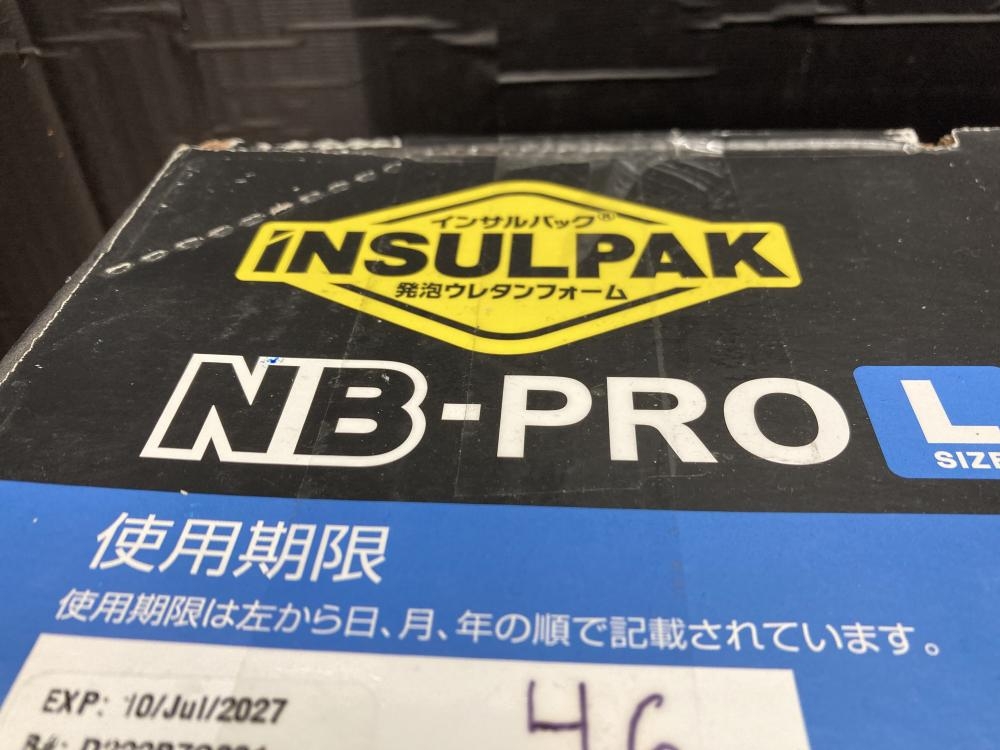 インサルパック®
INSULPAK
発泡ウレタンフォーム
NB-PRO L
SIZE
使用期限
使用期限は左から日、月、年の順で記載されています。
EXP: 10/Jul/2027
46